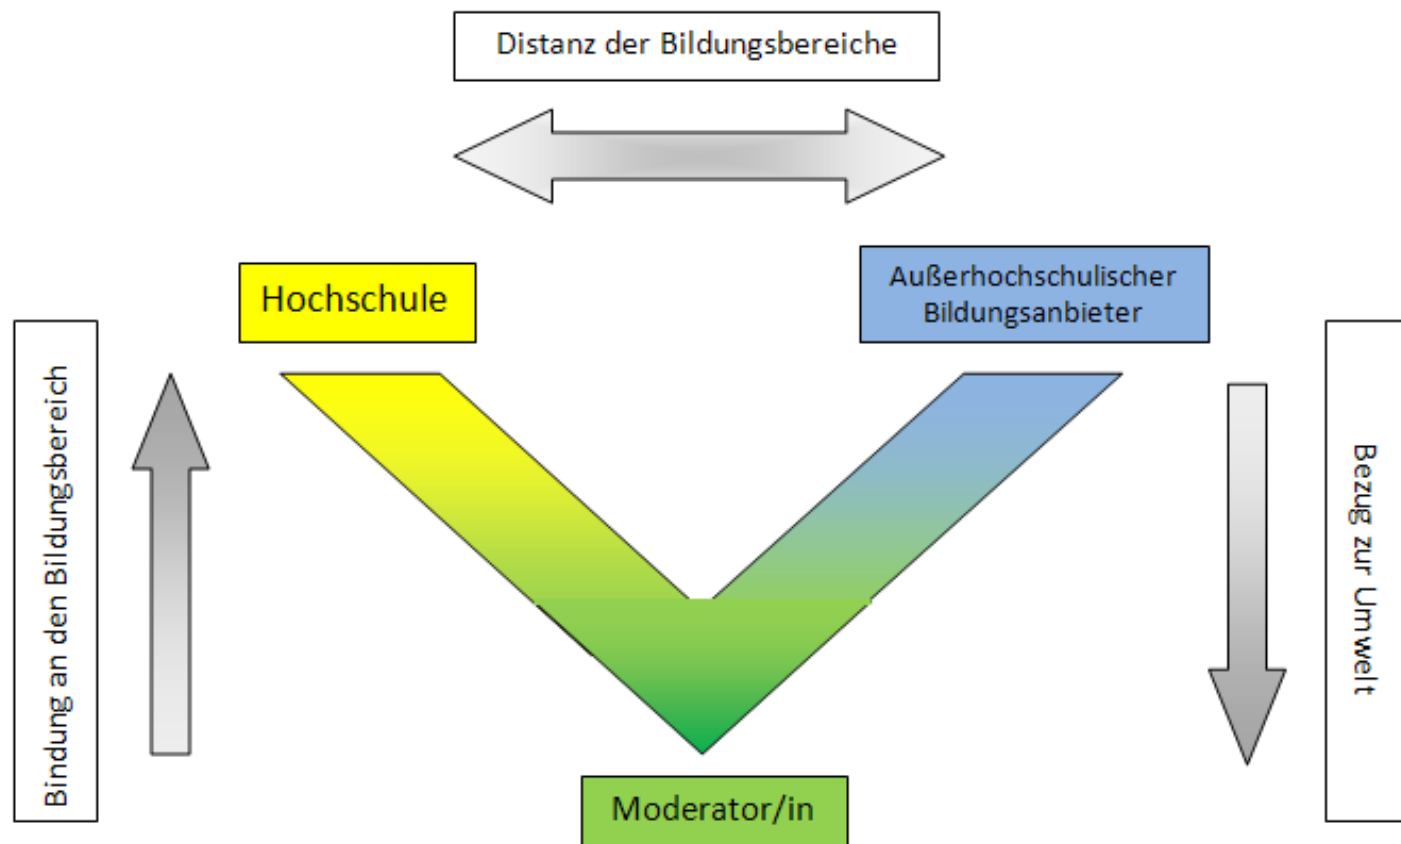 Distanz der Bildungsbereiche
Hochschule
Außerhochschulischer
Bildungsanbieter
Bindung an den Bildungsbereich
Bezug zur Umwelt
Moderator/in